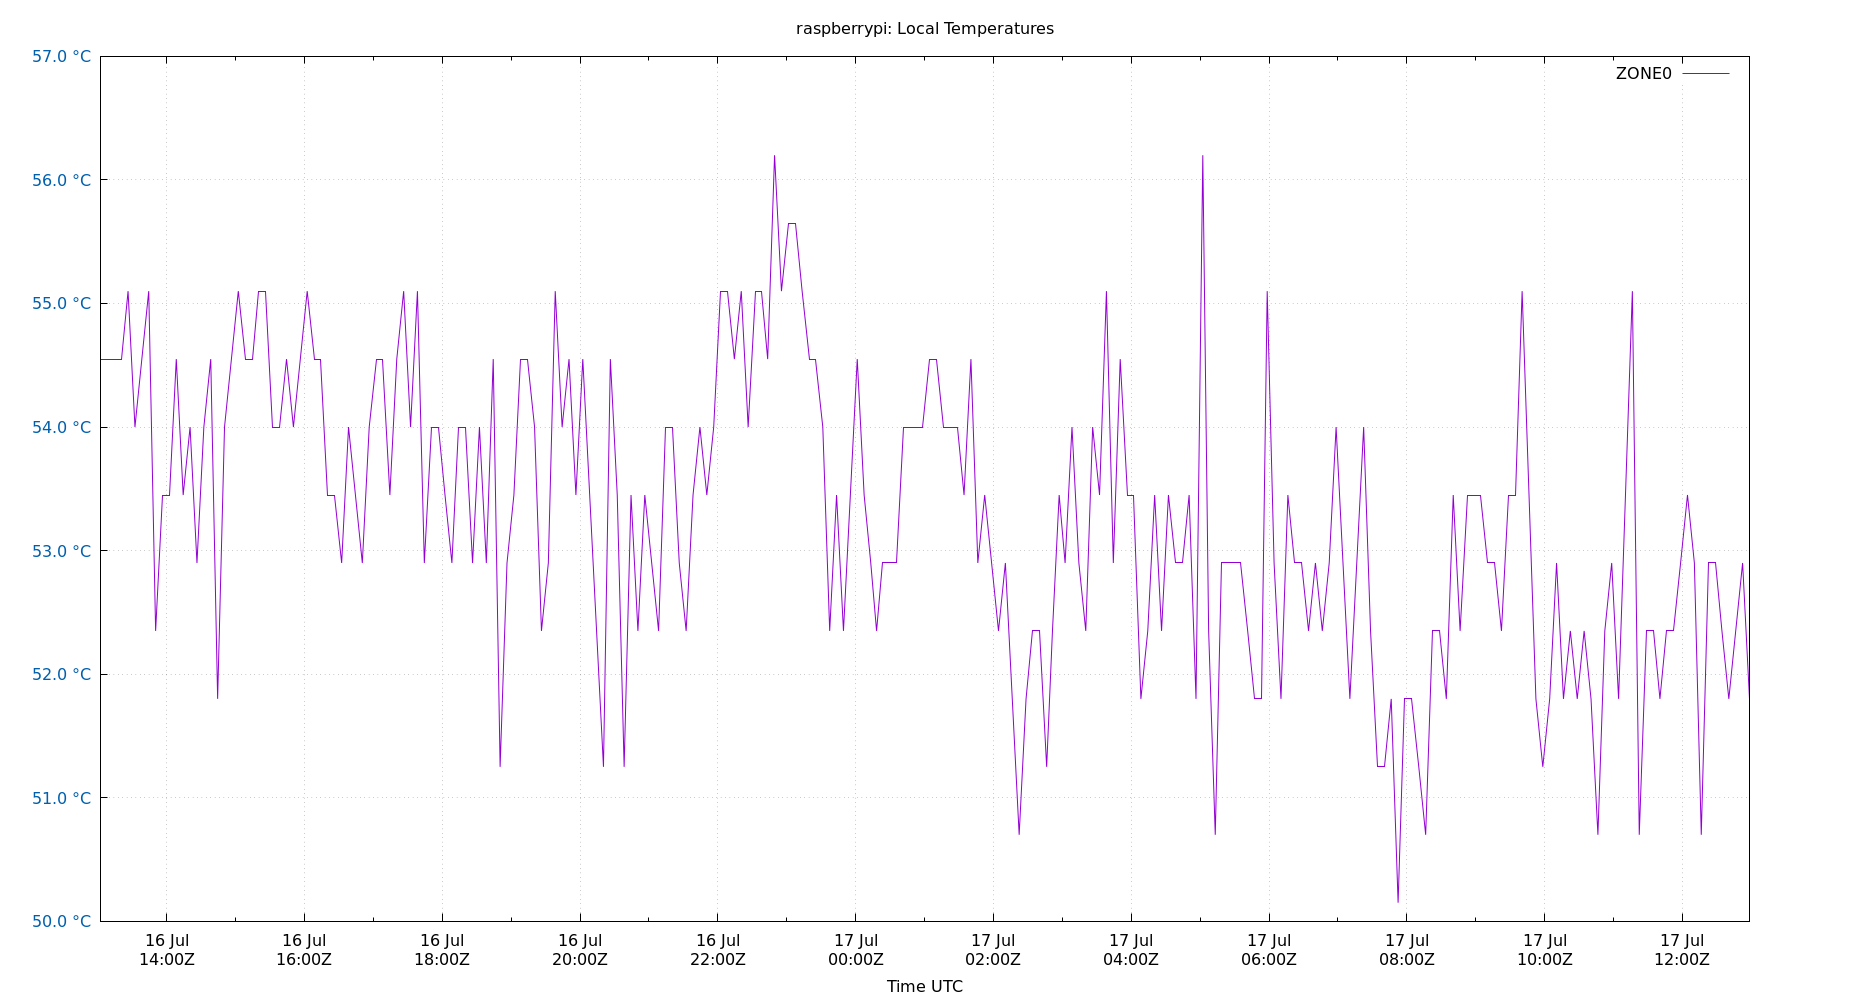 raspberrypi: Local Temperatures
57.0 °C
ZONE0
56.0 °C
55.0 °C
54.0 °C
53.0 °C
52.0 °C
51.0 °C
50.0 °C
16 Jul 16 Jul 16 Jul 16 Jul 16 Jul 17 Jul 17 Jul 17 Jul 17 Jul 17 Jul 17 Jul 17 Jul
14:00Z 16:00Z 18:00Z 20:00Z 22:00Z 00:00Z 02:00Z 04:00Z 06:00Z 08:00Z 10:00Z 12:00Z
Time UTC